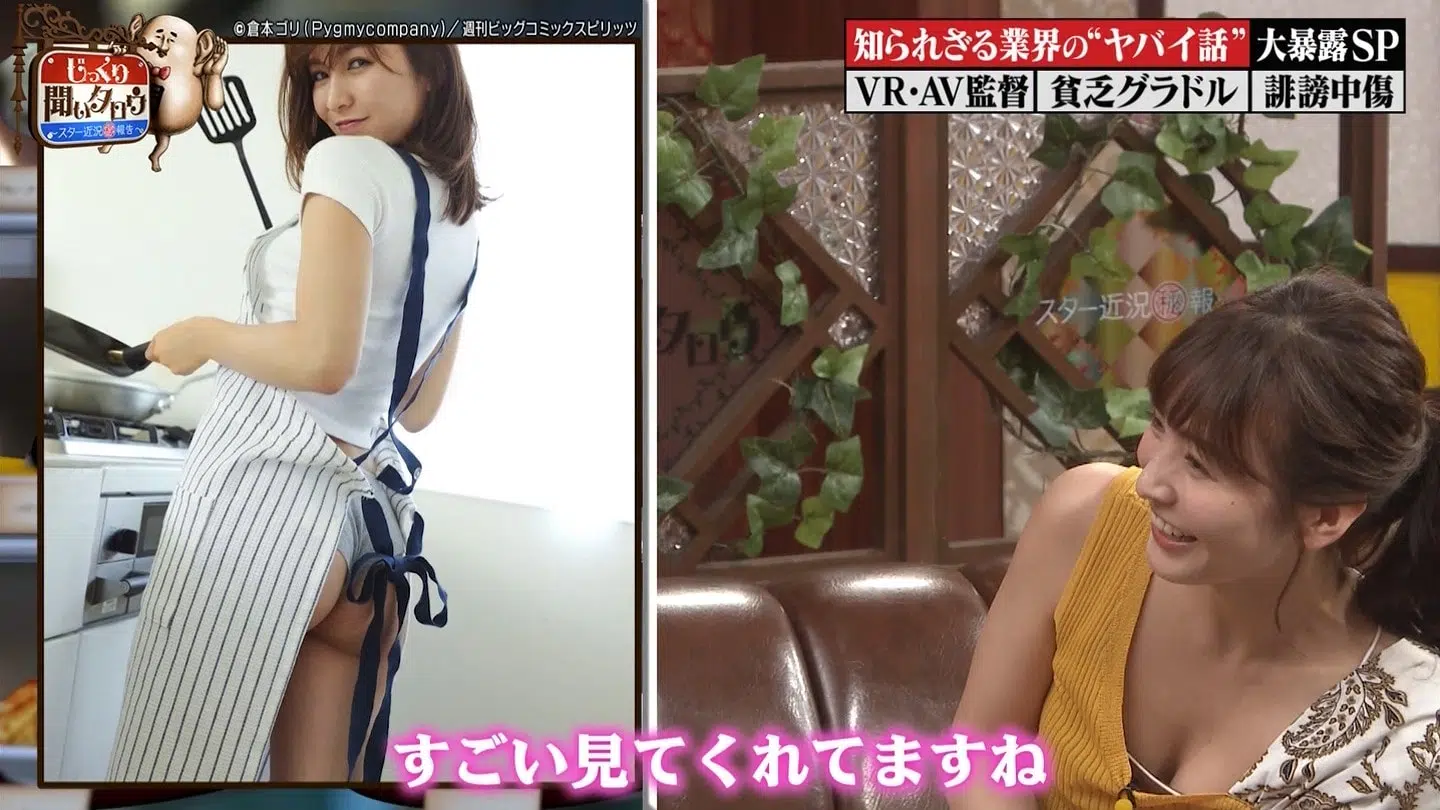 ©倉本ゴリ(Pygmycompany)/週刊ビッグコミックスピリッツ
じっくり
聞いタロウ
〜スター近況㊙報告〜
知られざる業界の“ヤバイ話”大暴露SP
VR・AV監督 貧乏グラドル 誹謗中傷
スター近況㊙報
タロウ
すごい見てくれてますね